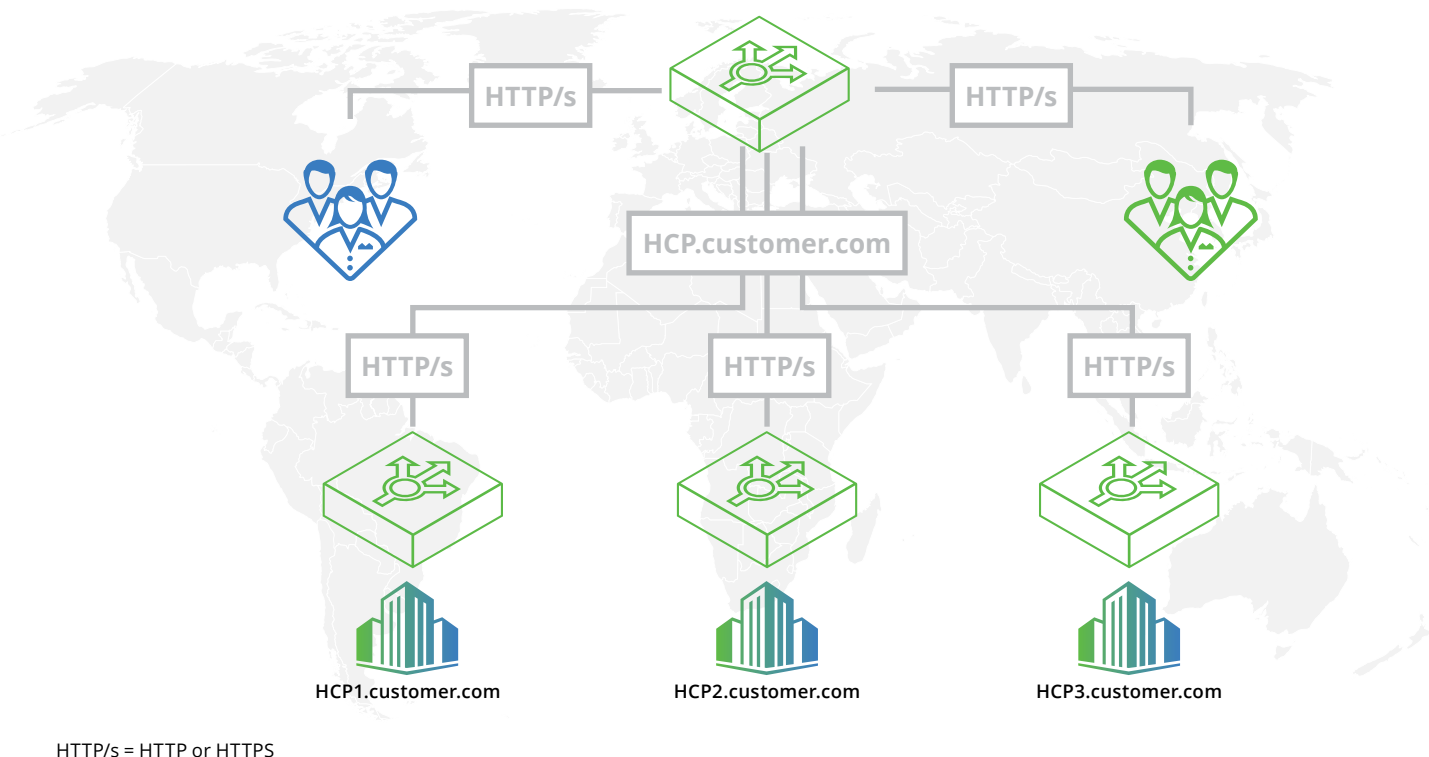 HTTP/s
HTTP/s
HCP.customer.com
HTTP/s
HTTP/s
HTTP/s
HCP1.customer.com
HCP2.customer.com
HCP3.customer.com
HTTP/s = HTTP or HTTPS